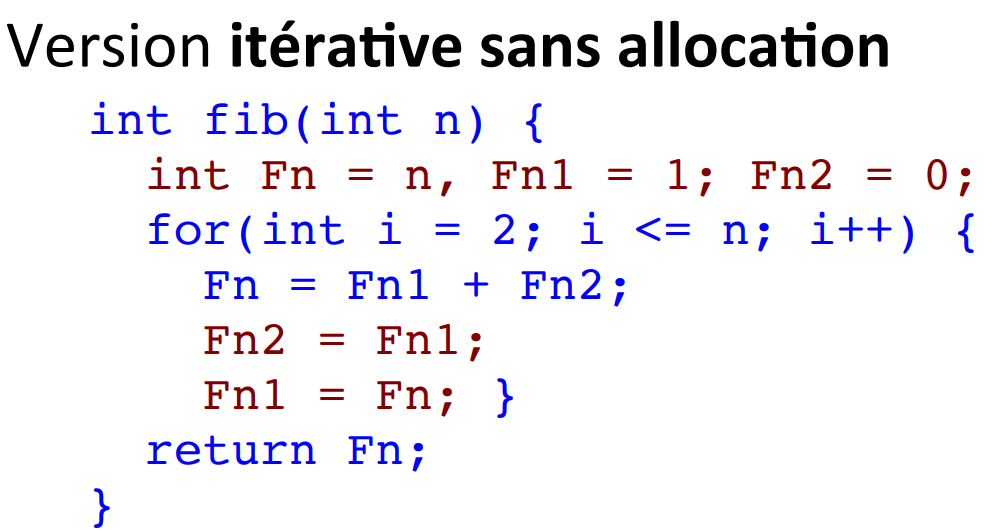 Version itérative sans allocation
int fib(int n) {
int Fn = n, Fn1 = 1; Fn2 = 0;
for(int i = 2; i <= n; i++) {
Fn = Fn1 + Fn2;
Fn2 = Fn1;
Fn1 = Fn; }
return Fn;
}